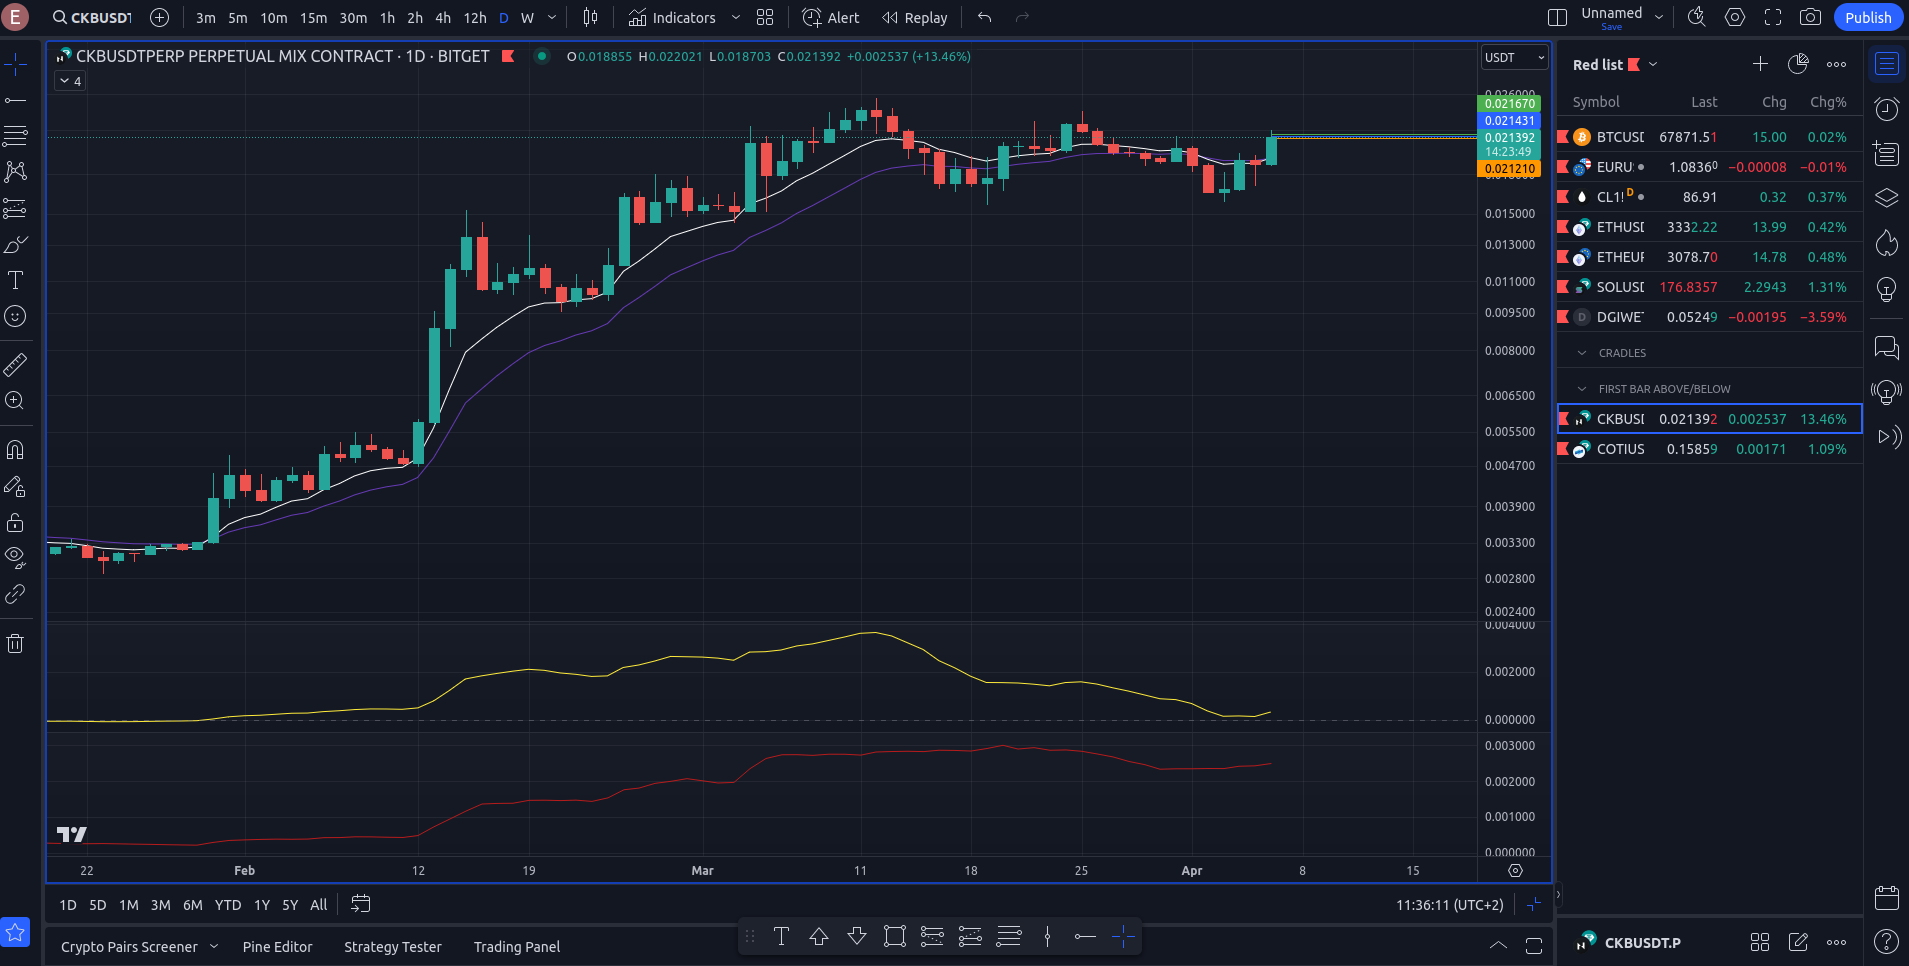 E CKBUSDT 3m 5m 10m 15m 30m 1h 2h 4h 12h D W Indicators Alert Replay Unnamed Save Publish
CKBUSDTPERP PERPETUAL MIX CONTRACT · 1D · BITGET O0.018855 H0.022021 L0.018703 C0.021392 +0.002537 (+13.46%)
4
USDT
0.021670
0.021431
0.021392
14:23:49
0.021210
0.015000
0.013000
0.011000
0.009500
0.008000
0.006500
0.005500
0.004700
0.003900
0.003300
0.002800
0.002400
0.004000
0.002000
0.000000
0.003000
0.002000
0.001000
0.000000
22 Feb 12 19 Mar 11 18 25 Apr 8 15
1D 5D 1M 3M 6M YTD 1Y 5Y All 11:36:11 (UTC+2)
Crypto Pairs Screener Pine Editor Strategy Tester Trading Panel
Red list
Symbol Last Chg Chg%
BTCUSD 67871.51 15.00 0.02%
EURU 1.08360 −0.00008 −0.01%
CL1! D 86.91 0.32 0.37%
ETHUSD 3332.22 13.99 0.42%
ETHEUR 3078.70 14.78 0.48%
SOLUSD 176.8357 2.2943 1.31%
D DGIWET 0.05249 −0.00195 −3.59%
CRADLES
FIRST BAR ABOVE/BELOW
CKBUSD 0.021392 0.002537 13.46%
COTIUS 0.15859 0.00171 1.09%
CKBUSDT.P